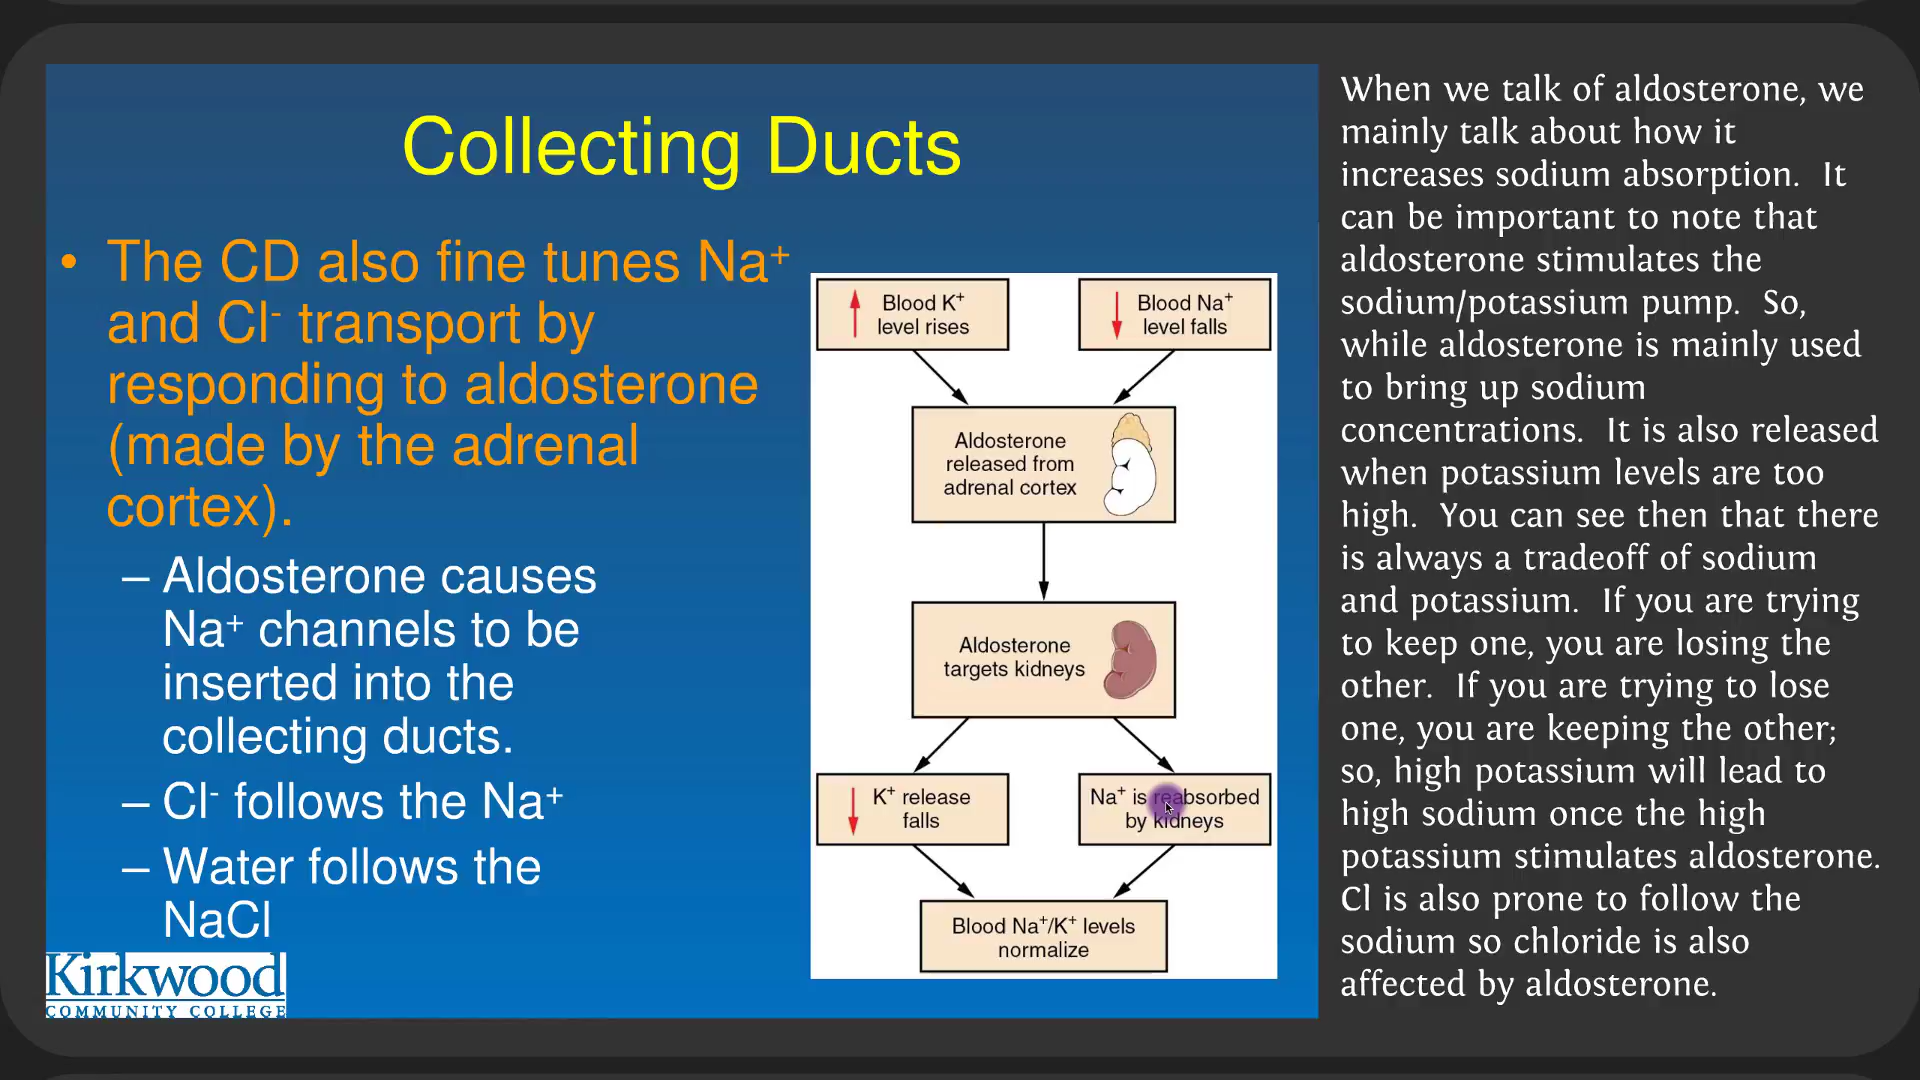 Collecting Ducts
• The CD also fine tunes Na⁺
and Cl⁻ transport by
responding to aldosterone
(made by the adrenal
cortex).
– Aldosterone causes
Na⁺ channels to be
inserted into the
collecting ducts.
– Cl⁻ follows the Na⁺
– Water follows the
NaCl
Kirkwood
COMMUNITY COLLEGE
Blood K⁺
level rises
Blood Na⁺
level falls
Aldosterone
released from
adrenal cortex
Aldosterone
targets kidneys
K⁺ release
falls
Na⁺ is reabsorbed
by kidneys
Blood Na⁺/K⁺ levels
normalize
When we talk of aldosterone, we
mainly talk about how it
increases sodium absorption. It
can be important to note that
aldosterone stimulates the
sodium/potassium pump. So,
while aldosterone is mainly used
to bring up sodium
concentrations. It is also released
when potassium levels are too
high. You can see then that there
is always a tradeoff of sodium
and potassium. If you are trying
to keep one, you are losing the
other. If you are trying to lose
one, you are keeping the other;
so, high potassium will lead to
high sodium once the high
potassium stimulates aldosterone.
Cl is also prone to follow the
sodium so chloride is also
affected by aldosterone.